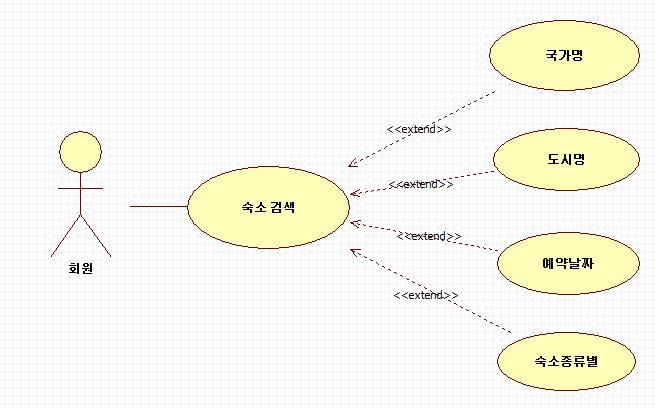 국가명
<<extend>>
도시명
<<extend>>
숙소 검색
<<extend>>
예약날짜
회원
<<extend>>
숙소종류별